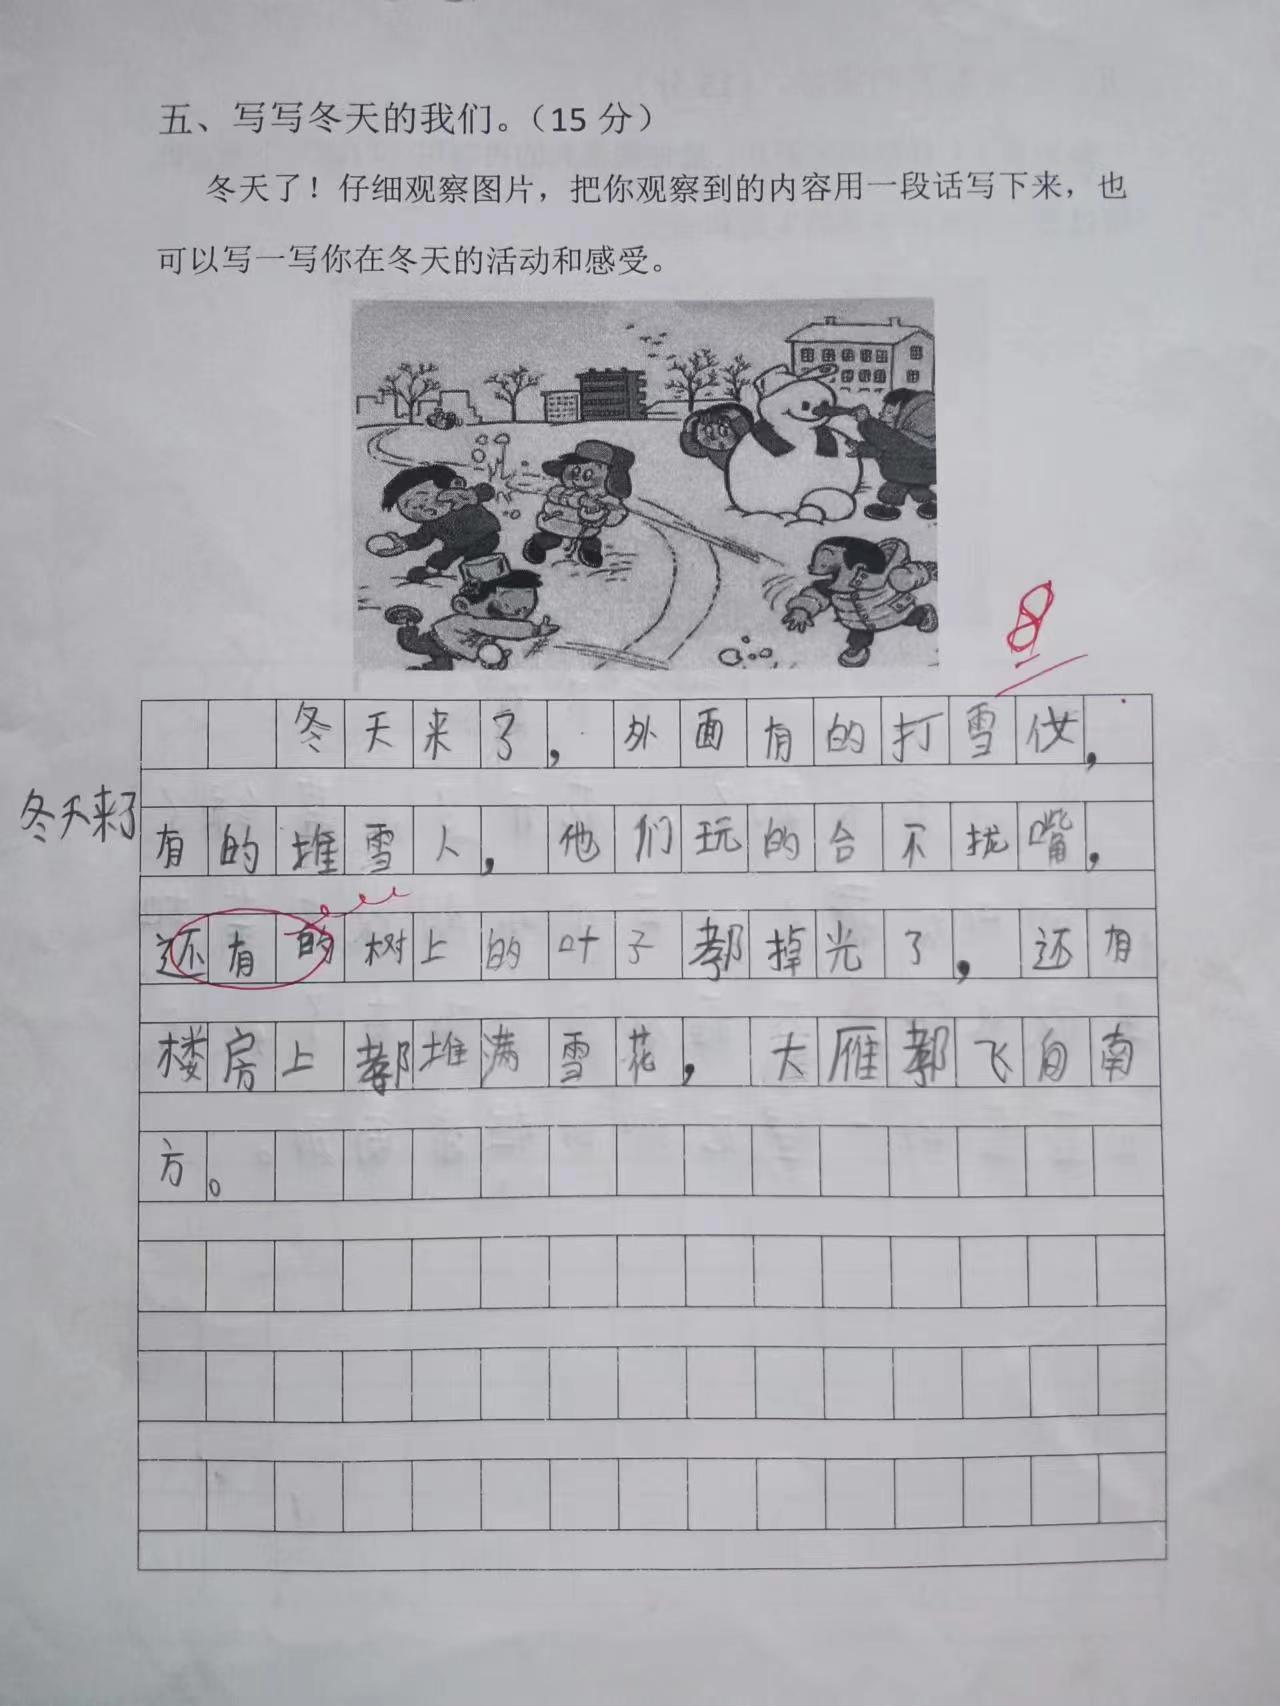 五、写写冬天的我们。（15 分）
冬天了！仔细观察图片，把你观察到的内容用一段话写下来，也
可以写一写你在冬天的活动和感受。
8
冬天来了，外面有的打雪仗，
冬天来了
有的堆雪人，他们玩的合不拢嘴，
还有的树上的叶子都掉光了，还有
楼房上都堆满雪花，大雁都飞向南
方。